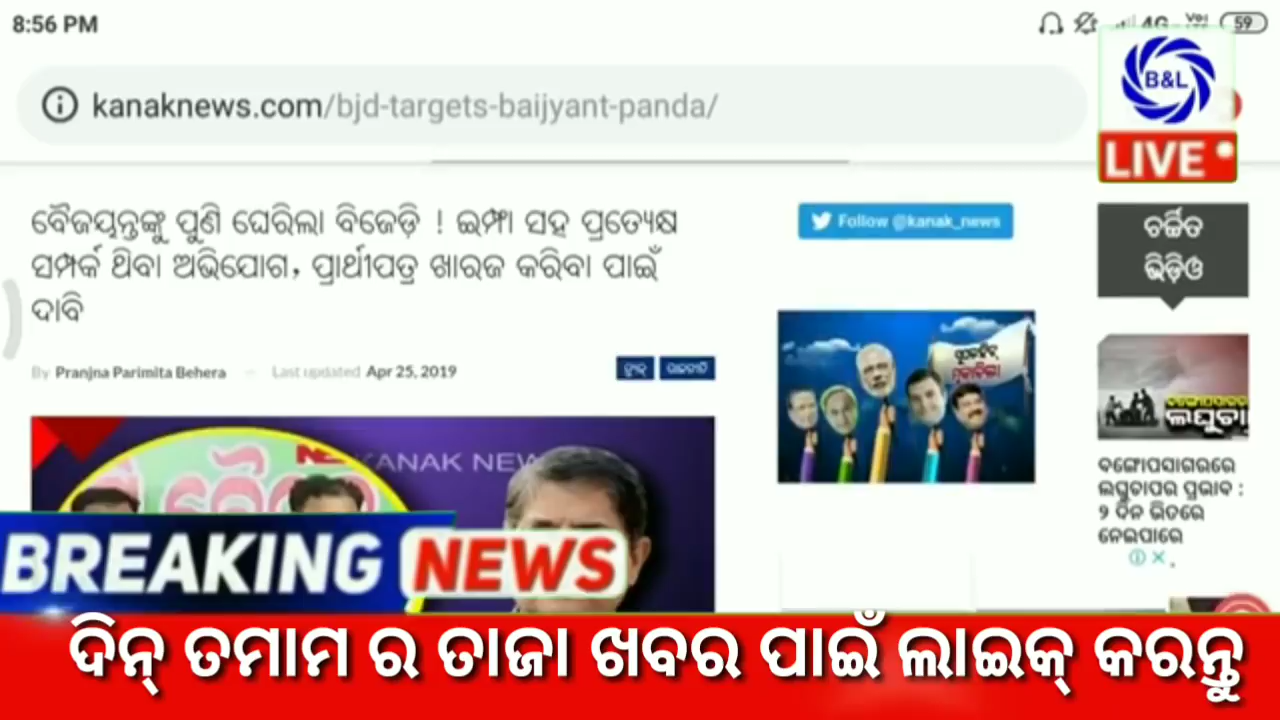 8:56 PM
4G
59
kanaknews.com/bjd-targets-baijyant-panda/
B&L
LIVE
ବୈଜୟନ୍ତଙ୍କୁ ପୁଣି ଘେରିଲା ବିଜେଡ଼ି ! ଇମ୍ଫା ସହ ପ୍ରତ୍ୟେକ୍ଷ
ସମ୍ପର୍କ ଥିବା ଅଭିଯୋଗ, ପ୍ରାର୍ଥୀପତ୍ର ଖାରଜ କରିବା ପାଇଁ
ଦାବି
Follow @kanak_news
ଚର୍ଚ୍ଚିତ
ଭିଡ଼ିଓ
By Pranjna Parimita Behera
Last updated Apr 25, 2019
KANAK NEW
ବଙ୍ଗୋପସାଗରରେ
ଲଘୁଚାପର ପ୍ରଭାବ :
୨ ଦିନ ଭିତରେ
ନେଇପାରେ
BREAKING NEWS
ଦିନ୍ ତମାମ ର ତାଜା ଖବର ପାଇଁ ଲାଇକ୍ କରନ୍ତୁ